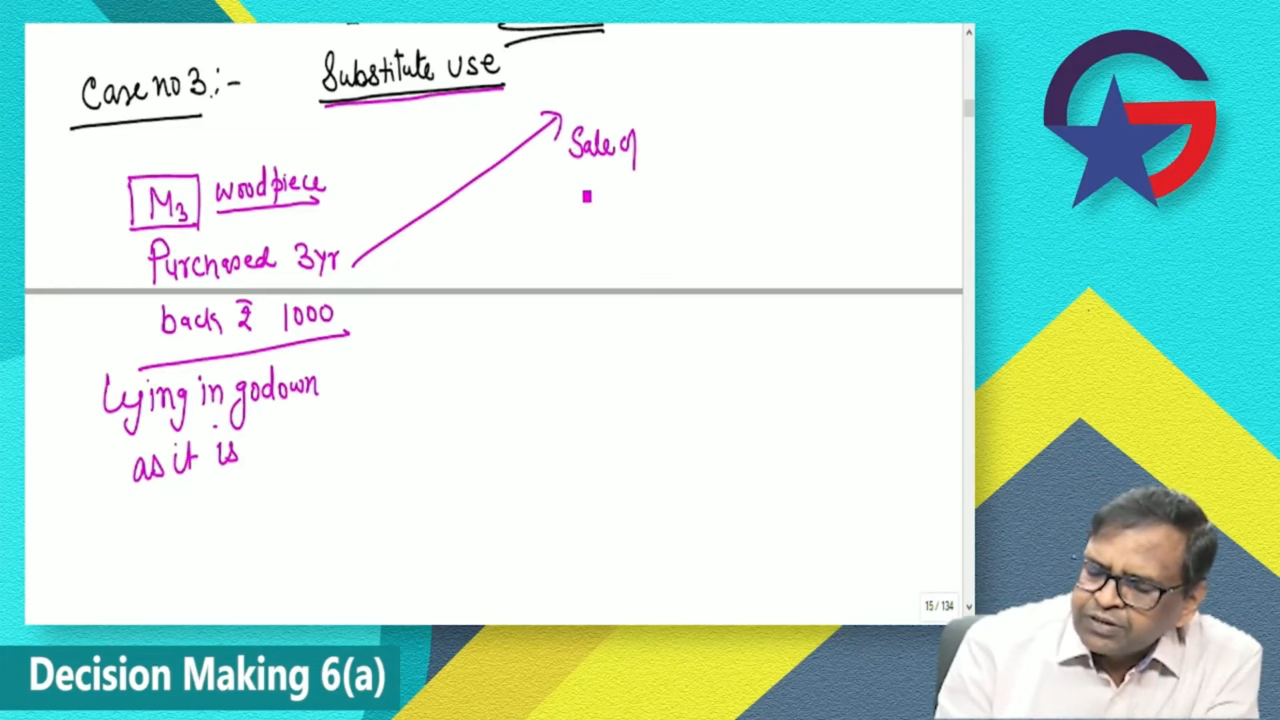 Case no 3:-
Substitute use
M3 woodpiece
Purchased 3yr
back ₹ 1000
Lying in godown
as it is
Sale of
15 / 134
Decision Making 6(a)